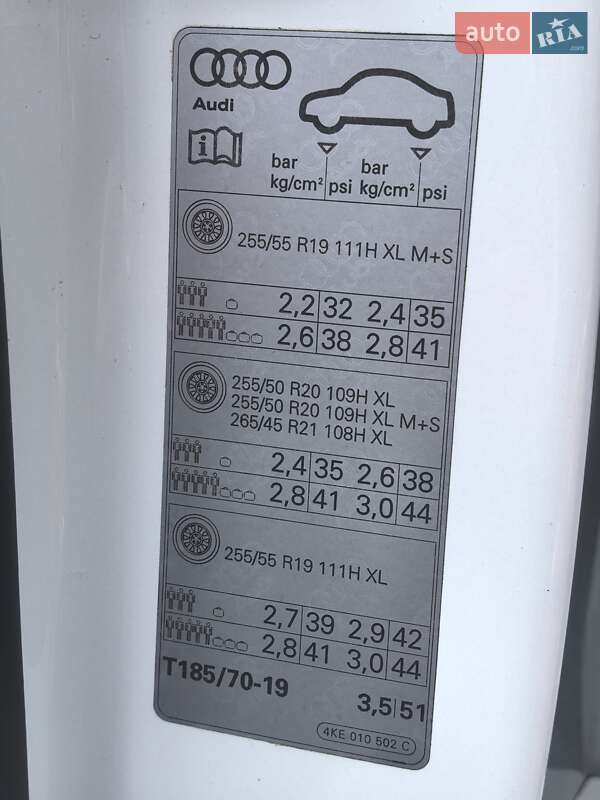 auto RIA.com
Audi
i
bar bar
kg/cm² psi kg/cm² psi
255/55 R19 111H XL M+S
2,2 32 2,4 35
2,6 38 2,8 41
255/50 R20 109H XL
255/50 R20 109H XL M+S
265/45 R21 108H XL
2,4 35 2,6 38
2,8 41 3,0 44
255/55 R19 111H XL
2,7 39 2,9 42
2,8 41 3,0 44
T185/70-19 3,5 51
4KE 010 502 C